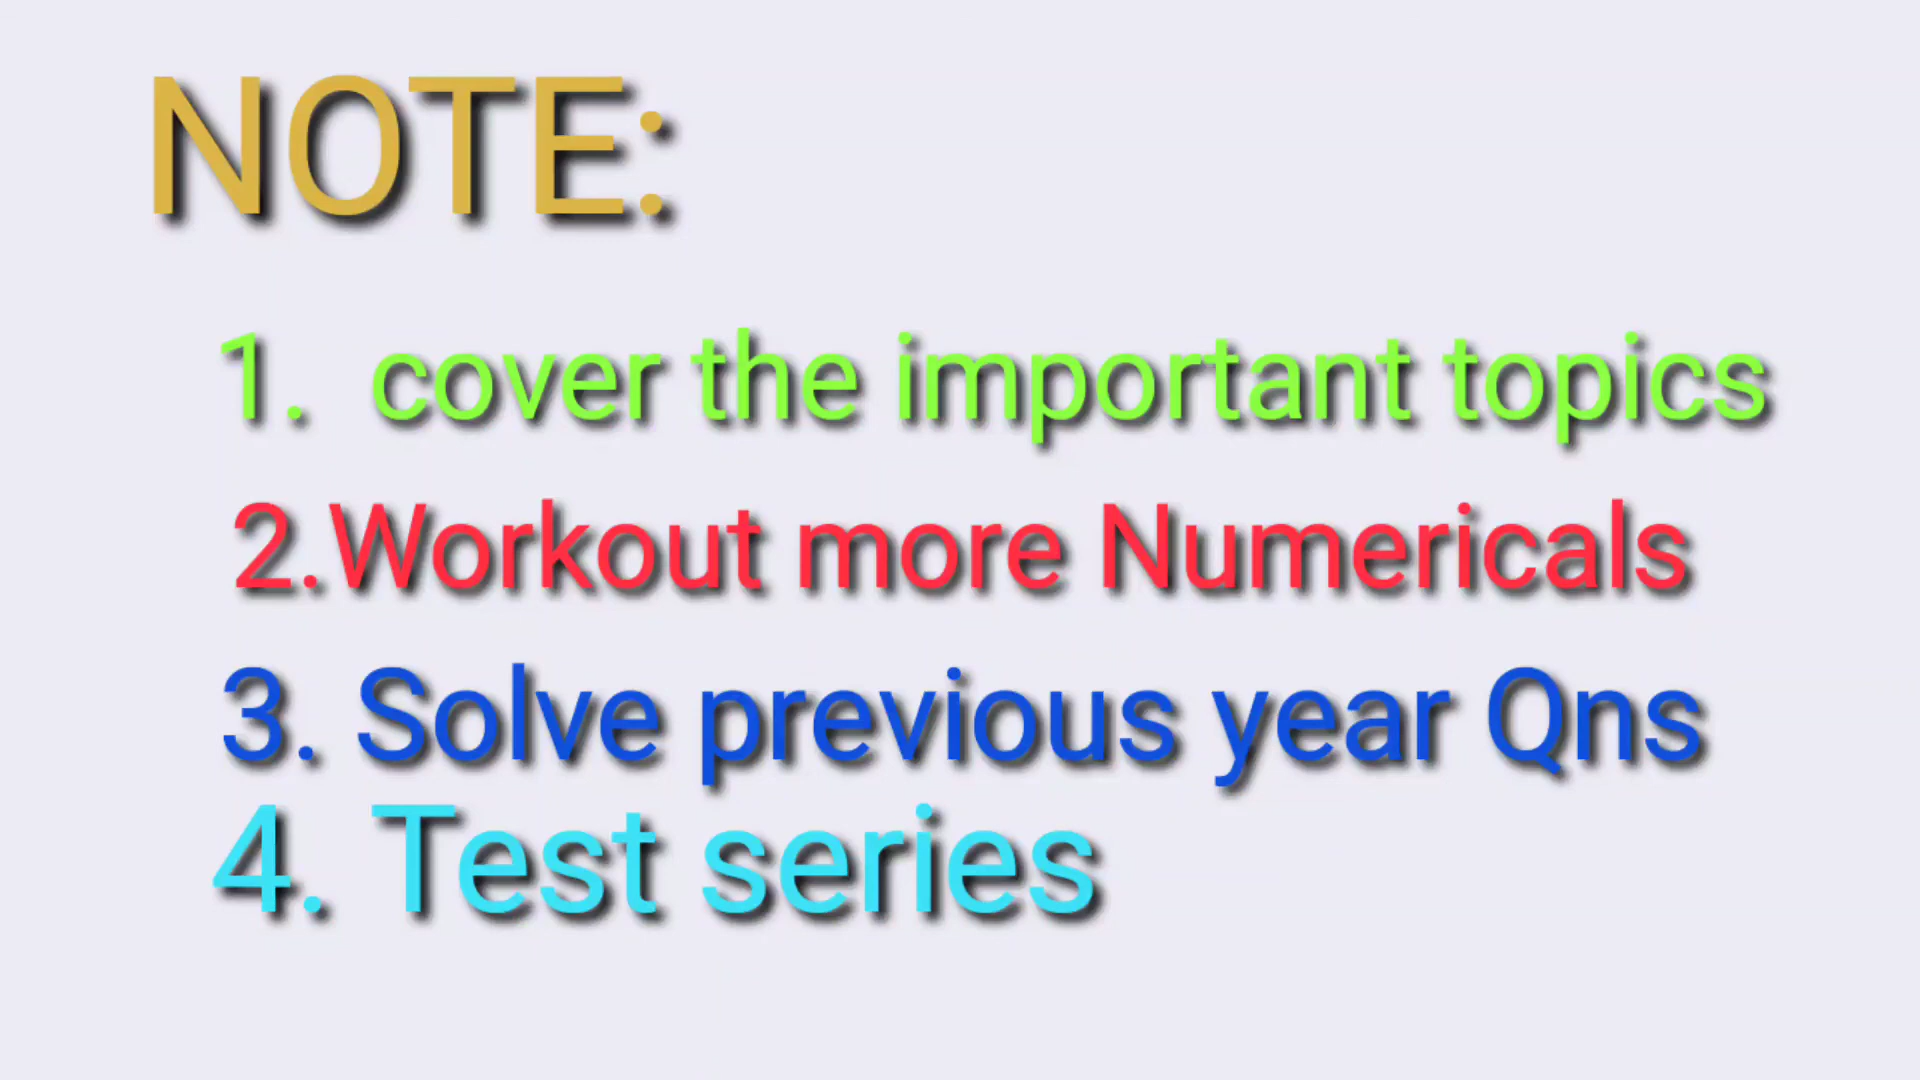 NOTE:
1. cover the important topics
2.Workout more Numericals
3. Solve previous year Qns
4. Test series